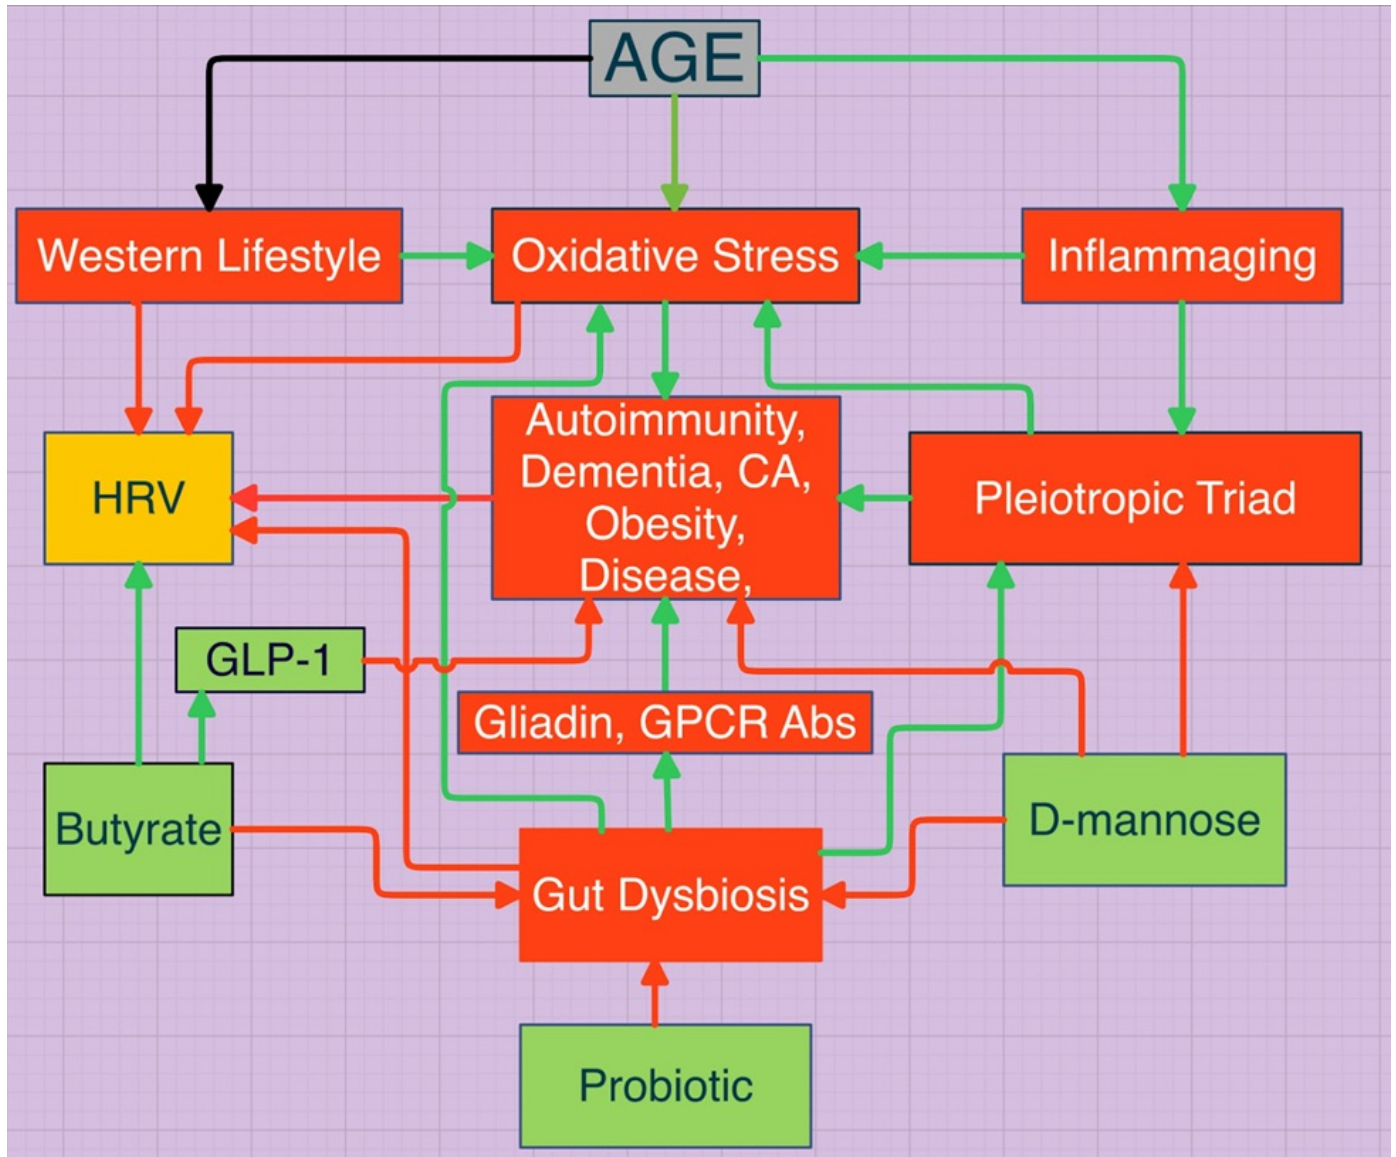 AGE
Western Lifestyle
Oxidative Stress
Inflammaging
HRV
Autoimmunity,
Dementia, CA,
Obesity,
Disease,
Pleiotropic Triad
GLP-1
Gliadin, GPCR Abs
Butyrate
D-mannose
Gut Dysbiosis
Probiotic